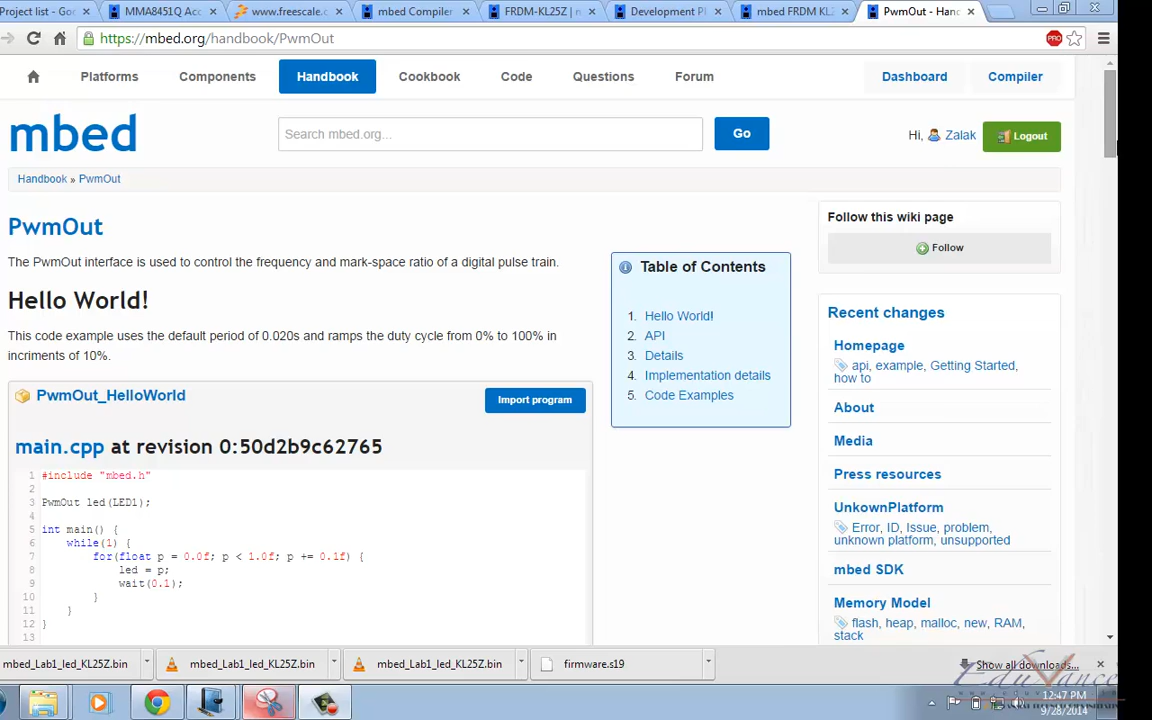 Project list - Go
MMA8451Q Acc
www.freescale.c
mbed Compiler
FRDM-KL25Z | m
Development Pl
mbed FRDM KL2
PwmOut - Hand
https://mbed.org/handbook/PwmOut
PRO
Platforms
Components
Handbook
Cookbook
Code
Questions
Forum
Dashboard
Compiler
mbed
Search mbed.org...
Go
Hi, Zalak
Logout
Handbook » PwmOut
PwmOut
The PwmOut interface is used to control the frequency and mark-space ratio of a digital pulse train.
Hello World!
This code example uses the default period of 0.020s and ramps the duty cycle from 0% to 100% in
incriments of 10%.
PwmOut_HelloWorld
Import program
main.cpp at revision 0:50d2b9c62765
1 #include "mbed.h"
2
3 PwmOut led(LED1);
4
5 int main() {
6 while(1) {
7 for(float p = 0.0f; p < 1.0f; p += 0.1f) {
8 led = p;
9 wait(0.1);
10 }
11 }
12 }
13
Table of Contents
1. Hello World!
2. API
3. Details
4. Implementation details
5. Code Examples
Follow this wiki page
Follow
Recent changes
Homepage
api, example, Getting Started,
how to
About
Media
Press resources
UnkownPlatform
Error, ID, Issue, problem,
unknown platform, unsupported
mbed SDK
Memory Model
flash, heap, malloc, new, RAM,
stack
mbed_Lab1_led_KL25Z.bin
mbed_Lab1_led_KL25Z.bin
mbed_Lab1_led_KL25Z.bin
firmware.s19
Show all downloads...
EduVance
12:47 PM
9/28/2014